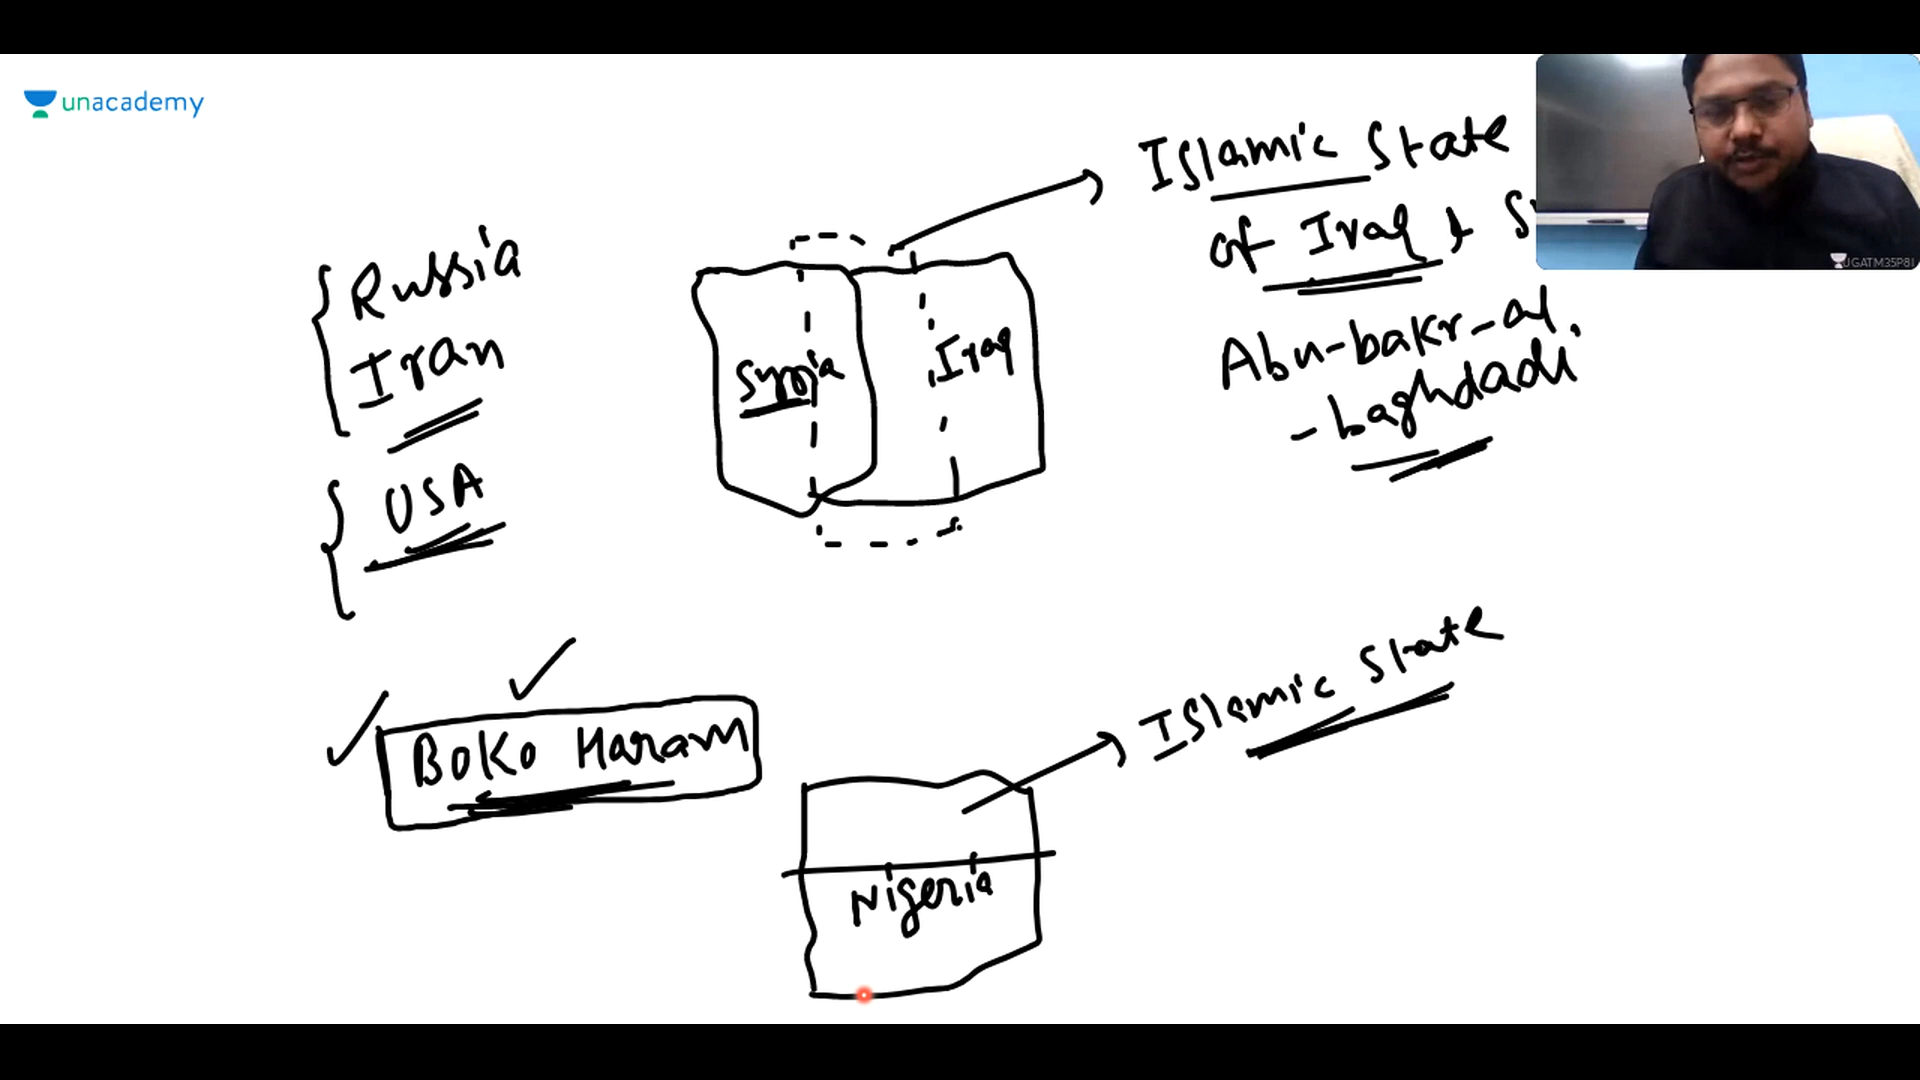 unacademy
Islamic State
of Iraq & S
Abu-bakr-al
-baghdadi
Russia
Iran
USA
Syria
Iraq
Boko Haram
Islamic State
Nigeria